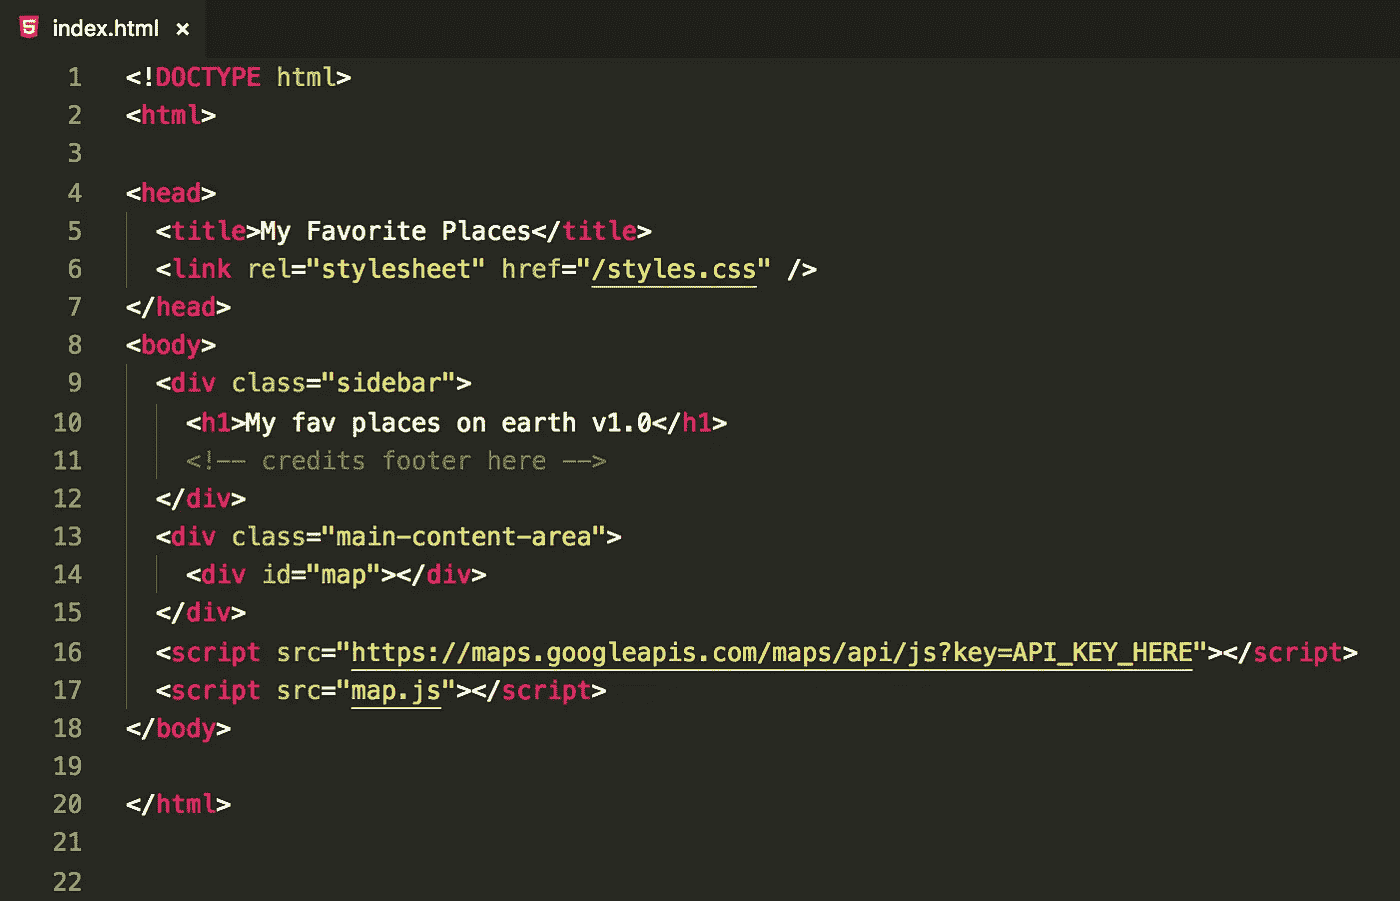 index.html ×
1 <!DOCTYPE html>
2 <html>
3
4 <head>
5   <title>My Favorite Places</title>
6   <link rel="stylesheet" href="/styles.css" />
7 </head>
8 <body>
9   <div class="sidebar">
10     <h1>My fav places on earth v1.0</h1>
11     <!-- credits footer here -->
12   </div>
13   <div class="main-content-area">
14     <div id="map"></div>
15   </div>
16   <script src="https://maps.googleapis.com/maps/api/js?key=API_KEY_HERE"></script>
17   <script src="map.js"></script>
18 </body>
19
20 </html>
21
22